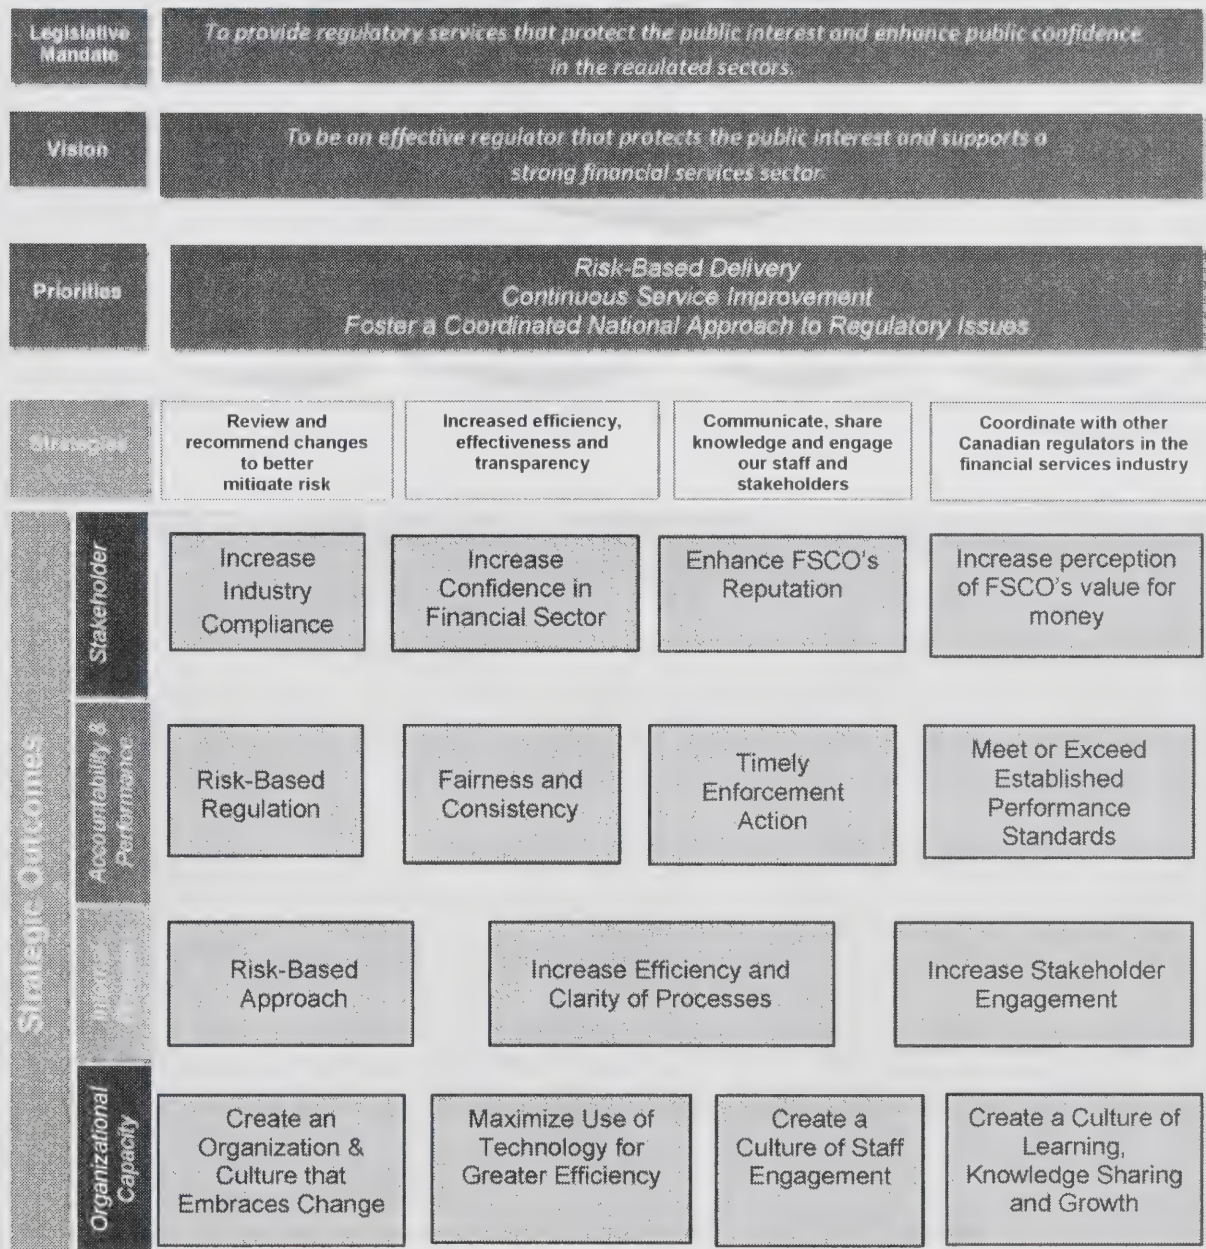 Legislative
Mandate
To provide regulatory services that protect the public interest and enhance public confidence
in the regulated sectors.
Vision
To be an effective regulator that protects the public interest and supports a
strong financial services sector.
Priorities
Risk-Based Delivery
Continuous Service Improvement
Foster a Coordinated National Approach to Regulatory Issues
Strategies
Review and
recommend changes
to better
mitigate risk
Increased efficiency,
effectiveness and
transparency
Communicate, share
knowledge and engage
our staff and
stakeholders
Coordinate with other
Canadian regulators in the
financial services industry
Strategic Outcomes
Stakeholder
Increase
Industry
Compliance
Increase
Confidence in
Financial Sector
Enhance FSCO's
Reputation
Increase perception
of FSCO's value for
money
Accountability &
Performance
Risk-Based
Regulation
Fairness and
Consistency
Timely
Enforcement
Action
Meet or Exceed
Established
Performance
Standards
Risk-Based
Approach
Increase Efficiency and
Clarity of Processes
Increase Stakeholder
Engagement
Organizational
Capacity
Create an
Organization &
Culture that
Embraces Change
Maximize Use of
Technology for
Greater Efficiency
Create a
Culture of Staff
Engagement
Create a Culture of
Learning,
Knowledge Sharing
and Growth